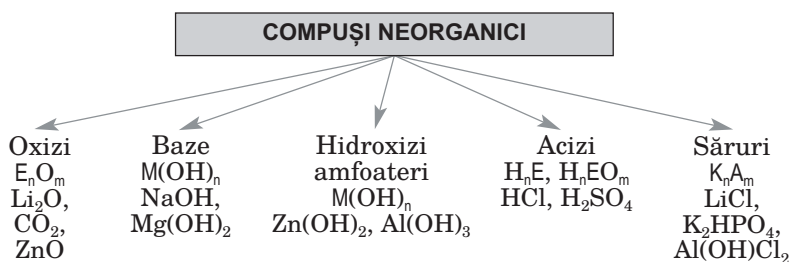 COMPUȘI NEORGANICI
Oxizi
EₙOₘ
Li₂O,
CO₂,
ZnO
Baze
M(OH)ₙ
NaOH,
Mg(OH)₂
Hidroxizi
amfoateri
M(OH)ₙ
Zn(OH)₂, Al(OH)₃
Acizi
HₙE, HₙEOₘ
HCl, H₂SO₄
Săruri
KₙAₘ
LiCl,
K₂HPO₄,
Al(OH)Cl₂